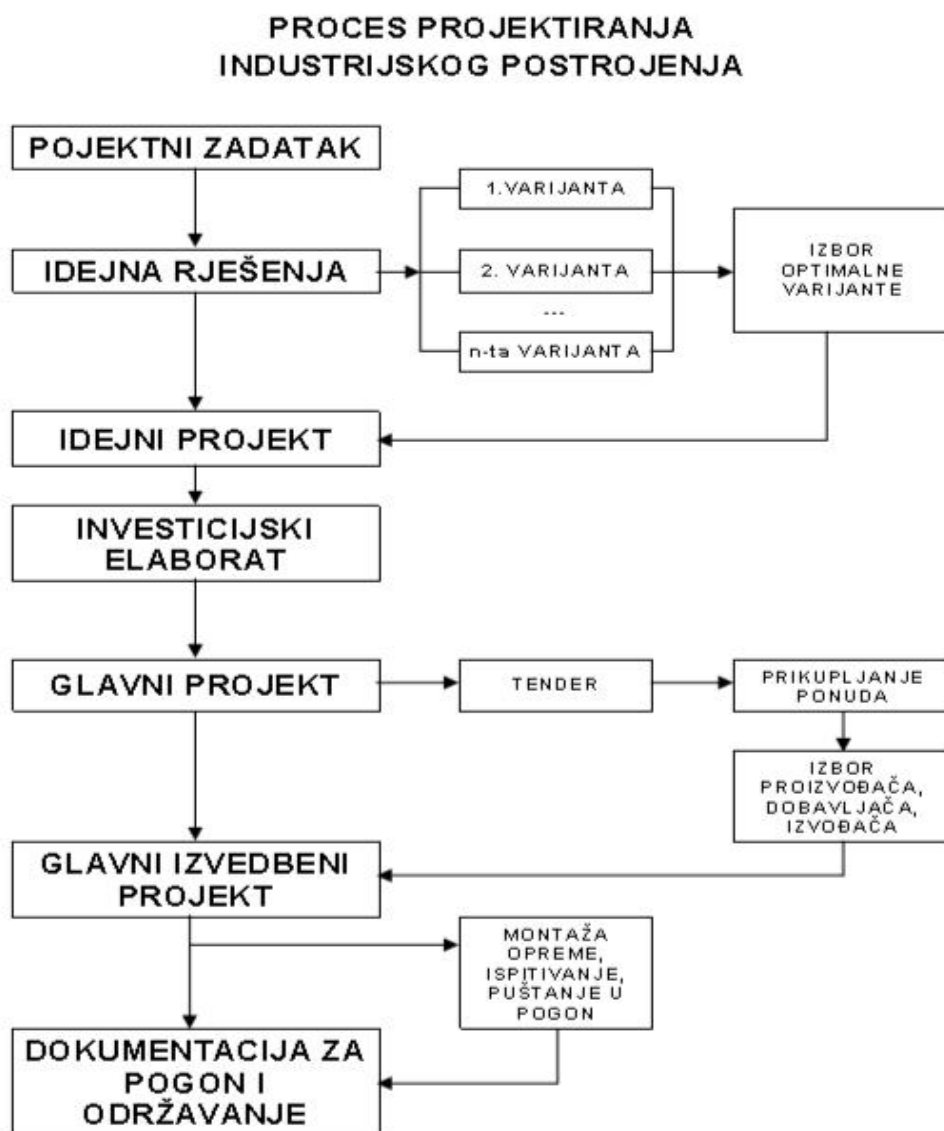 PROCES PROJEKTIRANJA
INDUSTRIJSKOG POSTROJENJA
POJEKTNI ZADATAK
1.VARIJANTA
IDEJNA RJEŠENJA
2. VARIJANTA
...
n-ta VARIJANTA
IZBOR
OPTIMALNE
VARIJANTE
IDEJNI PROJEKT
INVESTICIJSKI
ELABORAT
GLAVNI PROJEKT
TENDER
PRIKUPLJANJE
PONUDA
IZBOR
PROIZVOĐAČA,
DOBAVLJAČA,
IZVOĐAČA
GLAVNI IZVEDBENI
PROJEKT
MONTAŽA
OPREME,
ISPITIVANJE,
PUŠTANJE U
POGON
DOKUMENTACIJA ZA
POGON I
ODRŽAVANJE